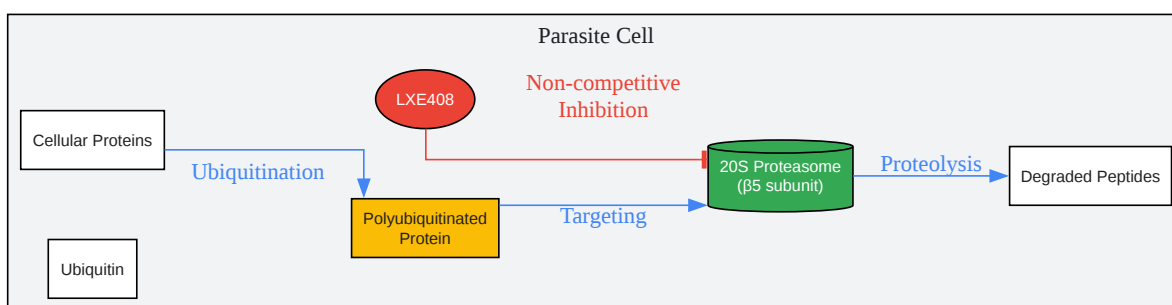 Parasite Cell
LXE408
Non-competitive
Inhibition
Cellular Proteins
Ubiquitination
20S Proteasome
(β5 subunit)
Proteolysis
Degraded Peptides
Polyubiquitinated
Protein
Targeting
Ubiquitin